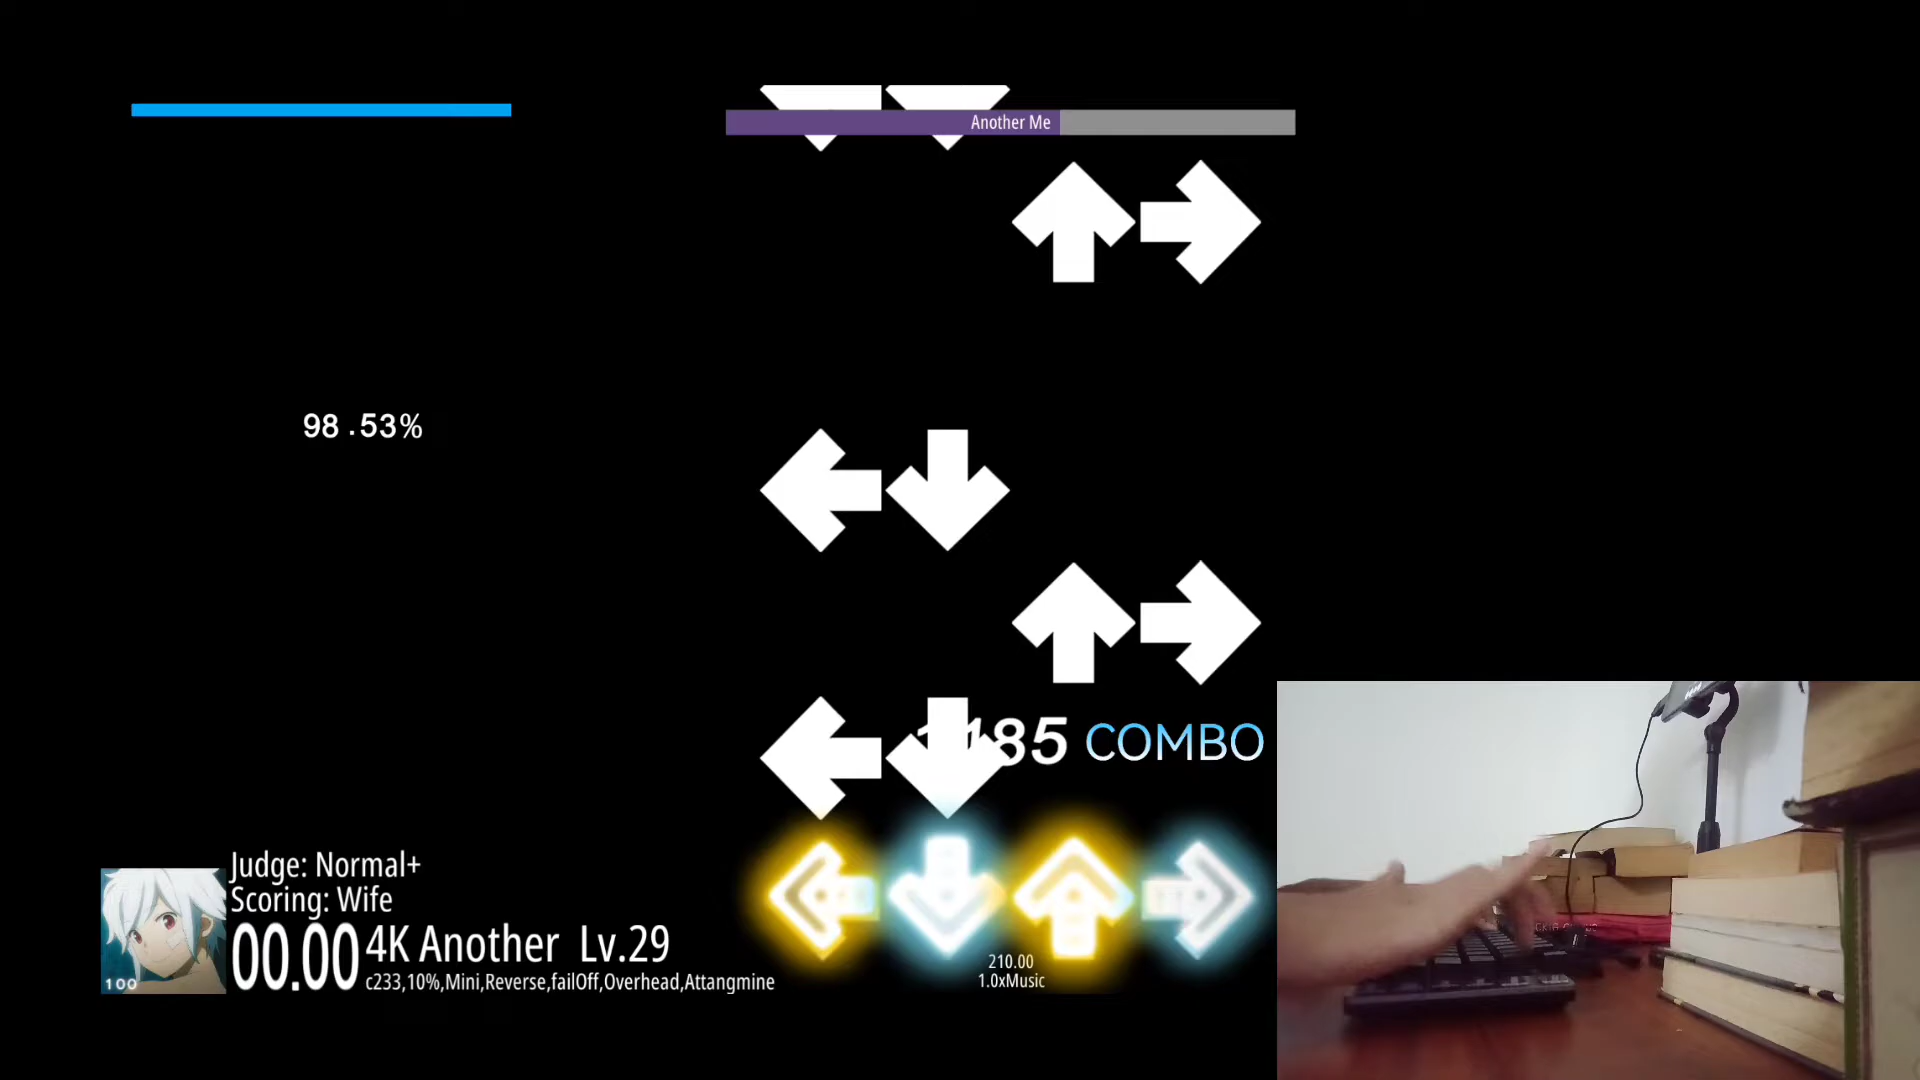 Another Me
98.53%
185 COMBO
Judge: Normal+
Scoring: Wife
00.00
4K Another Lv.29
c233,10%,Mini,Reverse,failOff,Overhead,Attangmine
100
210.00
1.0xMusic